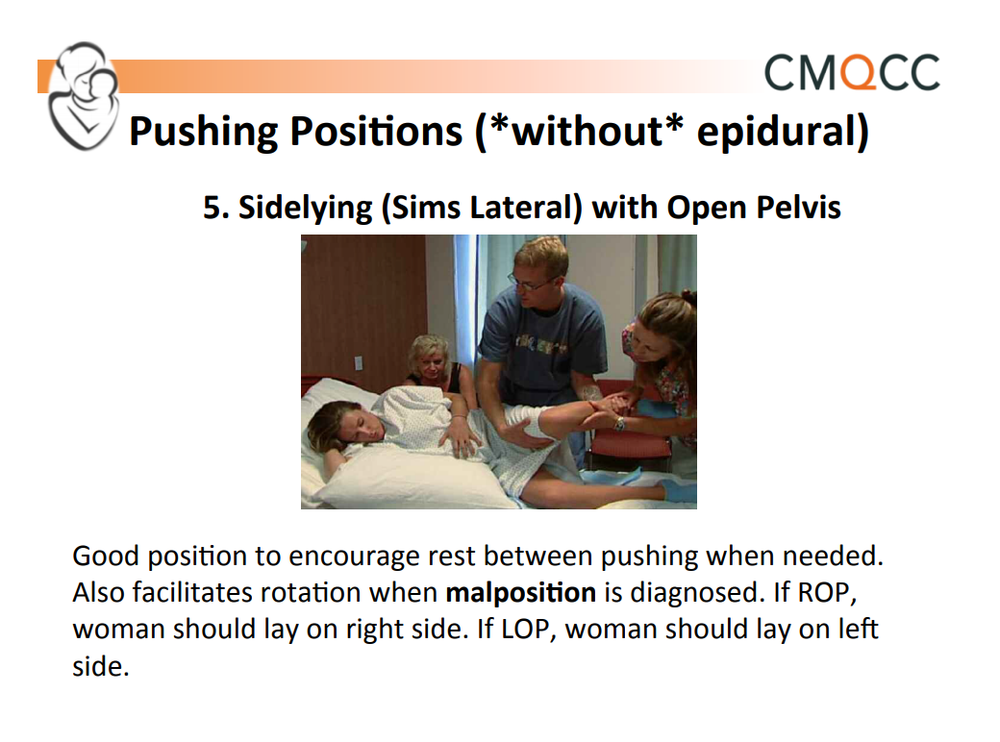 CMQCC
Pushing Positions (*without* epidural)
5. Sidelying (Sims Lateral) with Open Pelvis
Good position to encourage rest between pushing when needed.
Also facilitates rotation when malposition is diagnosed. If ROP,
woman should lay on right side. If LOP, woman should lay on left
side.